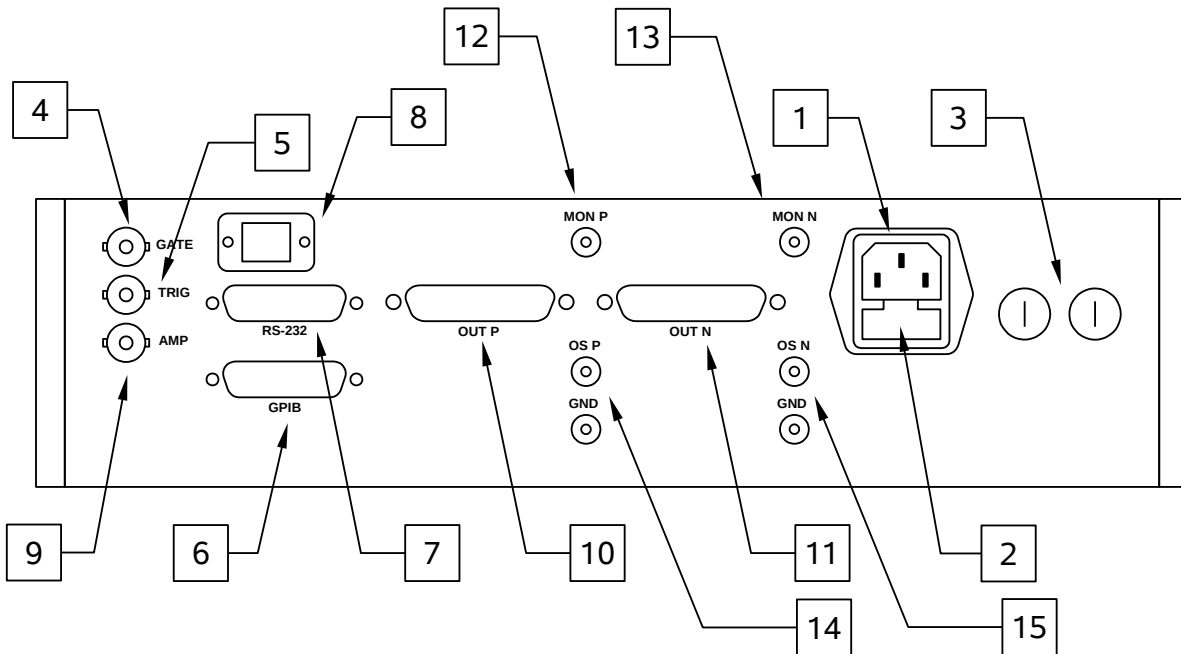 12
13
4
8
1
3
5
MON P
MON N
GATE
TRIG
RS-232
OUT P
OUT N
AMP
OS P
OS N
GPIB
GND
GND
9
6
7
10
11
2
14
15